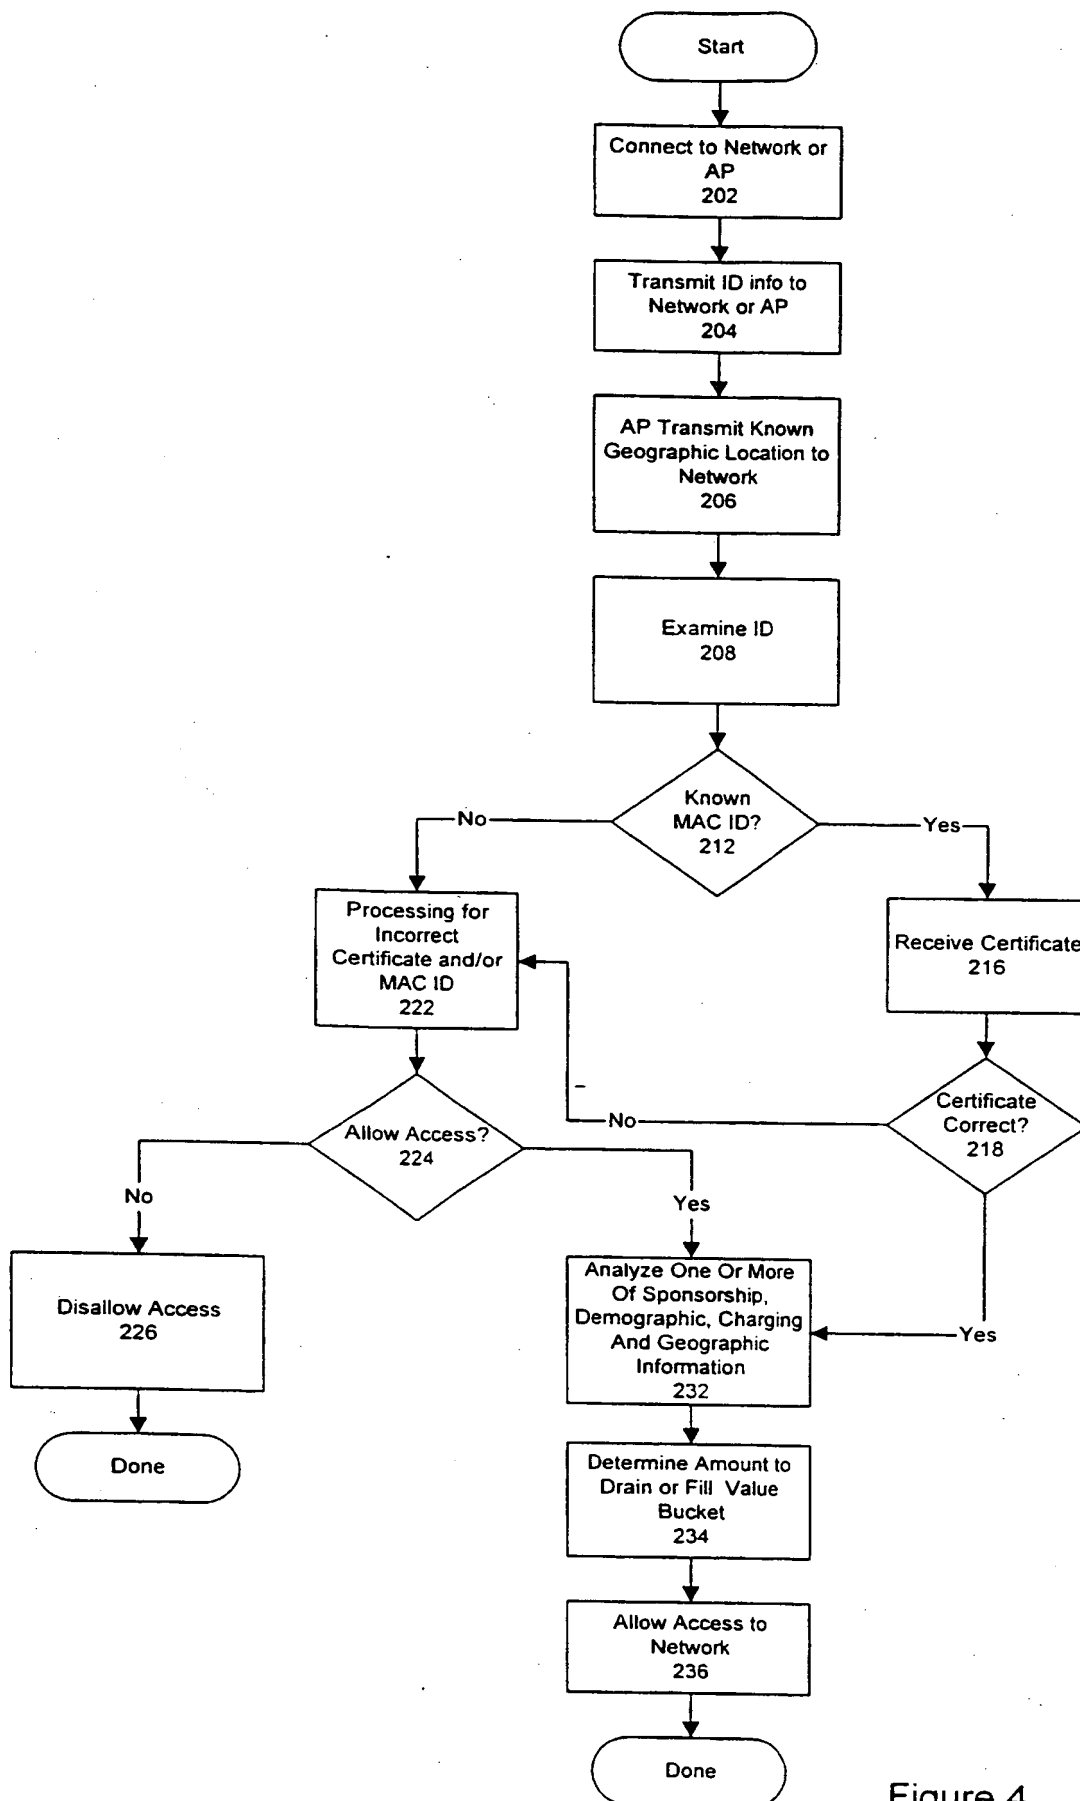 Start
Connect to Network or
AP
202
Transmit ID info to
Network or AP
204
AP Transmit Known
Geographic Location to
Network
206
Examine ID
208
Known
MAC ID?
212
No
Yes
Processing for
Incorrect
Certificate and/or
MAC ID
222
Receive Certificate
216
Certificate
Correct?
218
No
Allow Access?
224
No
Yes
Yes
Disallow Access
226
Analyze One Or More
Of Sponsorship,
Demographic, Charging
And Geographic
Information
232
Done
Determine Amount to
Drain or Fill Value
Bucket
234
Allow Access to
Network
236
Done
Figure 4